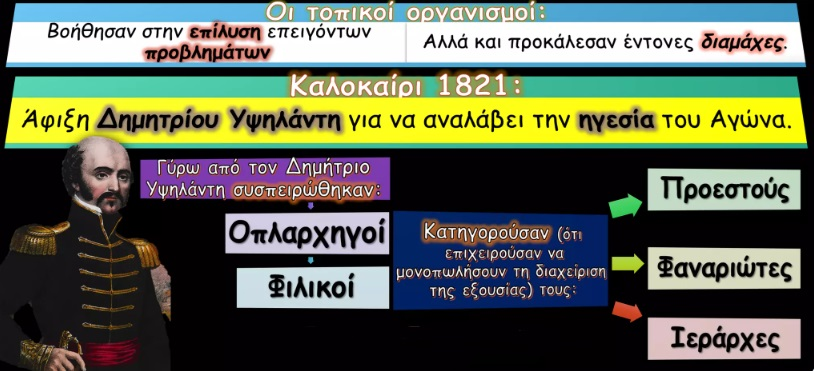 Οι τοπικοί οργανισμοί:
Βοήθησαν στην επίλυση επειγόντων
προβλημάτων
Αλλά και προκάλεσαν έντονες διαμάχες.
Καλοκαίρι 1821:
Άφιξη Δημητρίου Υψηλάντη για να αναλάβει την ηγεσία του Αγώνα.
Γύρω από τον Δημήτριο
Υψηλάντη συσπειρώθηκαν:
Οπλαρχηγοί
Φιλικοί
Κατηγορούσαν (ότι
επιχειρούσαν να
μονοπωλήσουν τη διαχείριση
της εξουσίας) τους:
Προεστούς
Φαναριώτες
Ιεράρχες